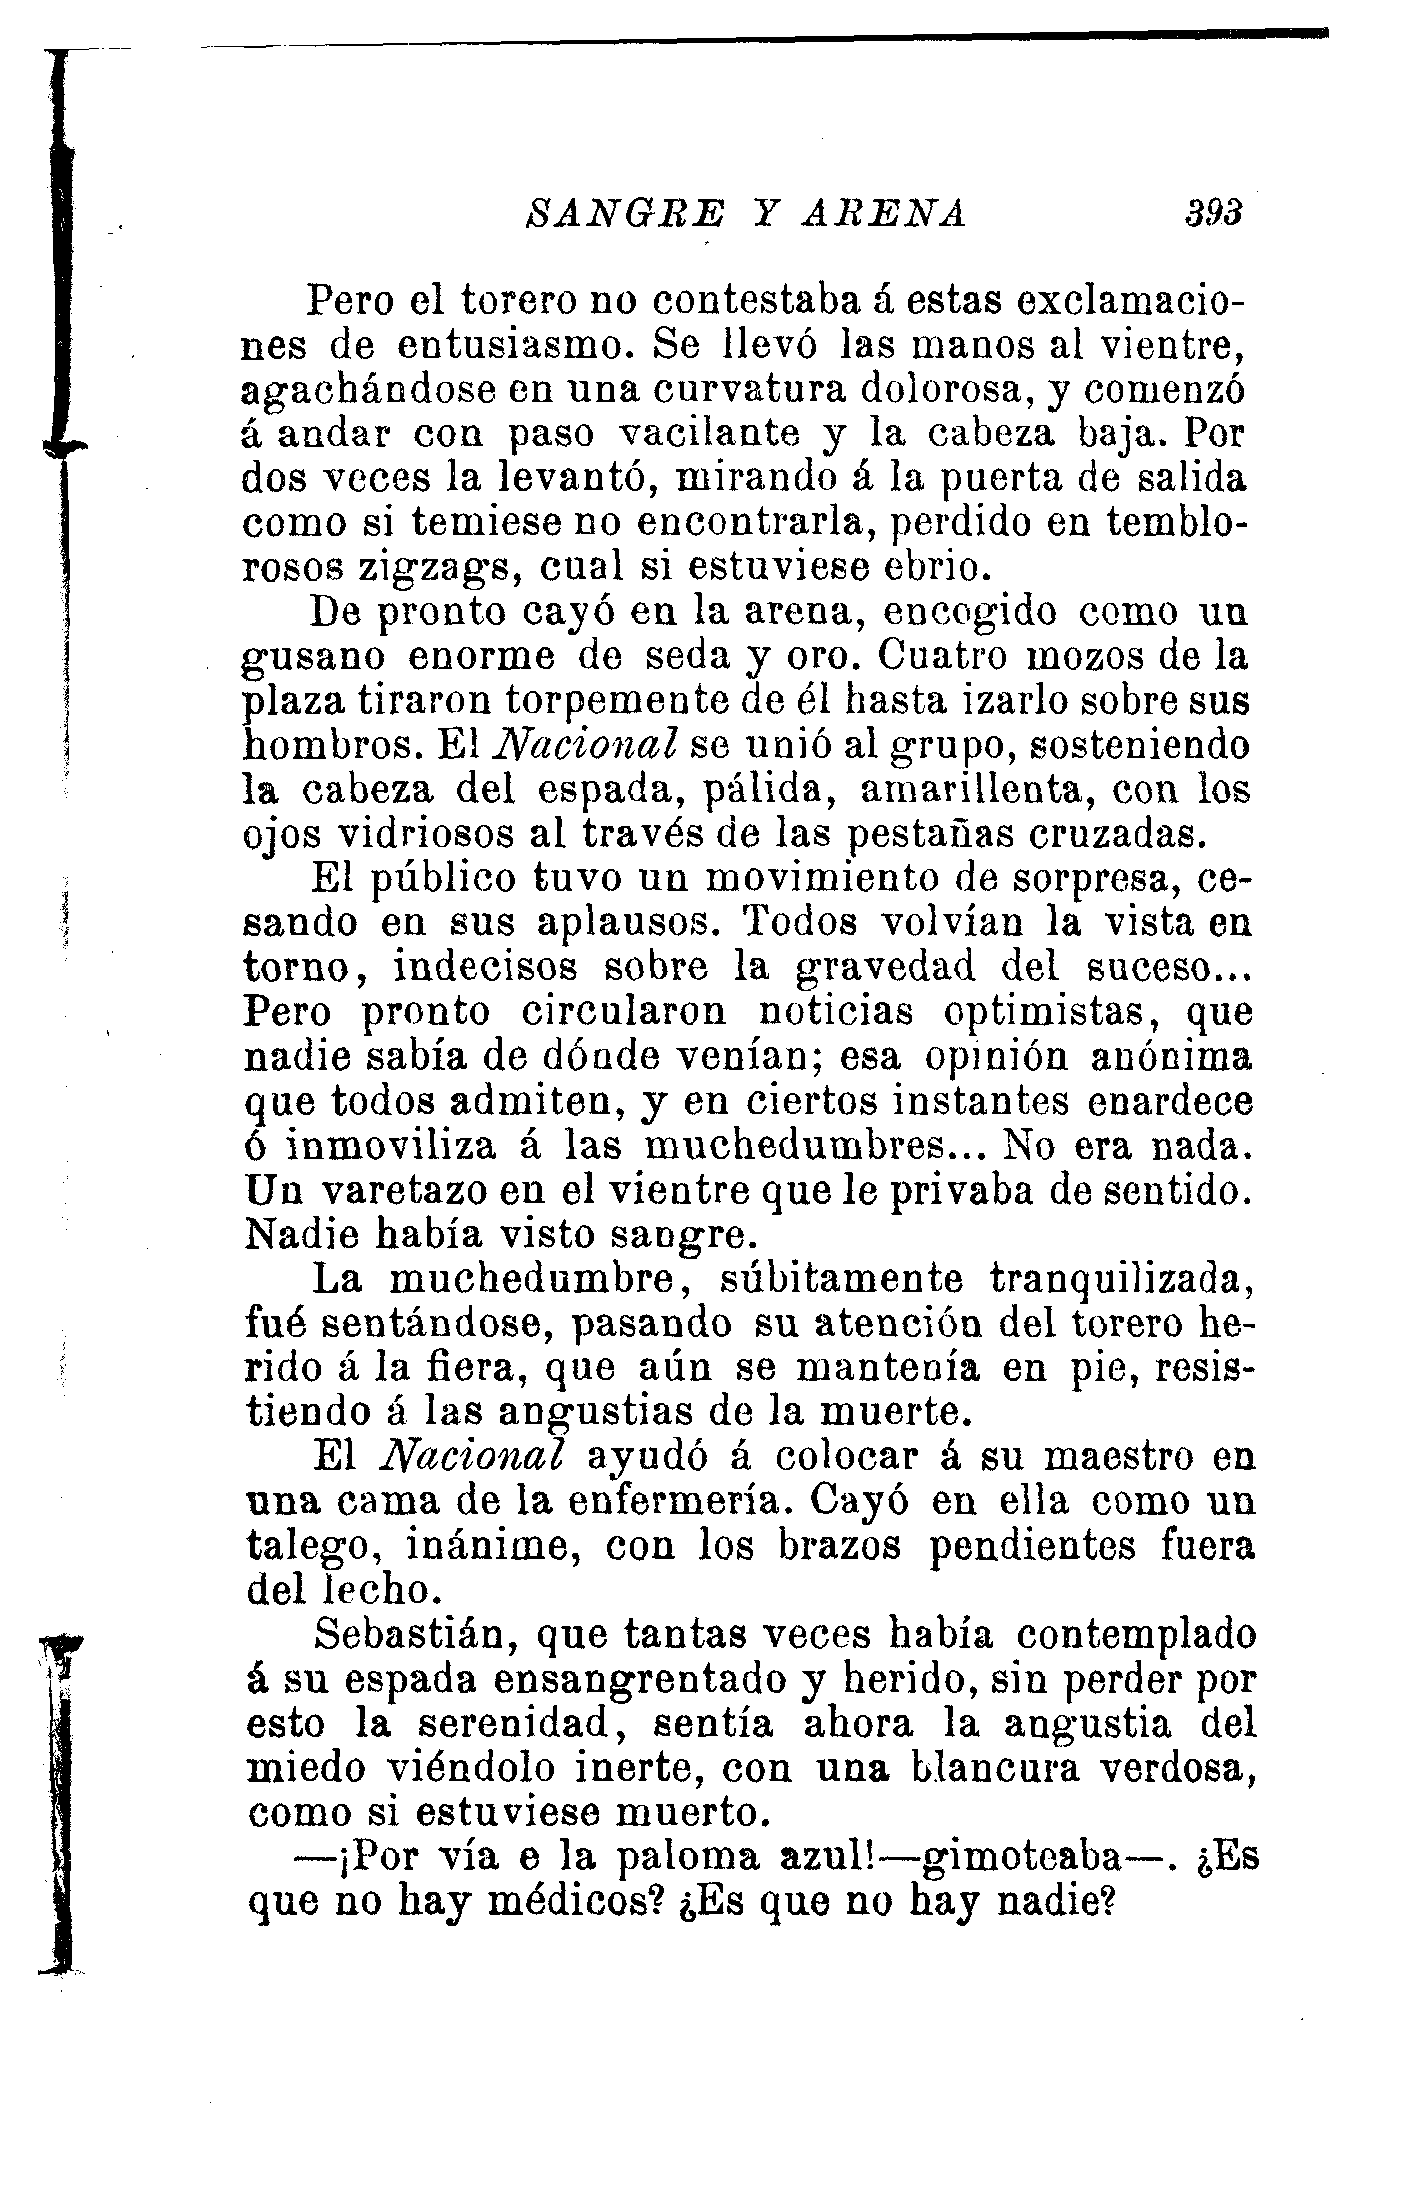 SANGRE Y ARENA 393
Pero el torero no contestaba á estas exclamacio-
nes de entusiasmo. Se llevó las manos al vientre,
agachándose en una curvatura dolorosa, y comenzó
á andar con paso vacilante y la cabeza baja. Por
dos veces la levantó, mirando á la puerta de salida
como si temiese no encontrarla, perdido en temblo-
rosos zigzags, cual si estuviese ebrio.
De pronto cayó en la arena, encogido como un
gusano enorme de seda y oro. Cuatro mozos de la
plaza tiraron torpemente de él hasta izarlo sobre sus
hombros. El Nacional se unió al grupo, sosteniendo
la cabeza del espada, pálida, amarillenta, con los
ojos vidriosos al través de las pestañas cruzadas.
El público tuvo un movimiento de sorpresa, ce-
sando en sus aplausos. Todos volvían la vista en
torno, indecisos sobre la gravedad del suceso...
Pero pronto circularon noticias optimistas, que
nadie sabía de dónde venían; esa opinión anónima
que todos admiten, y en ciertos instantes enardece
ó inmoviliza á las muchedumbres... No era nada.
Un varetazo en el vientre que le privaba de sentido.
Nadie había visto sangre.
La muchedumbre, súbitamente tranquilizada,
fué sentándose, pasando su atención del torero he-
rido á la fiera, que aún se mantenía en pie, resis-
tiendo á las angustias de la muerte.
El Nacional ayudó á colocar á su maestro en
una cama de la enfermería. Cayó en ella como un
talego, inánime, con los brazos pendientes fuera
del lecho.
Sebastián, que tantas veces había contemplado
á su espada ensangrentado y herido, sin perder por
esto la serenidad, sentía ahora la angustia del
miedo viéndolo inerte, con una blancura verdosa,
como si estuviese muerto.
—¡Por vía e la paloma azul!—gimoteaba—. ¿Es
que no hay médicos? ¿Es que no hay nadie?